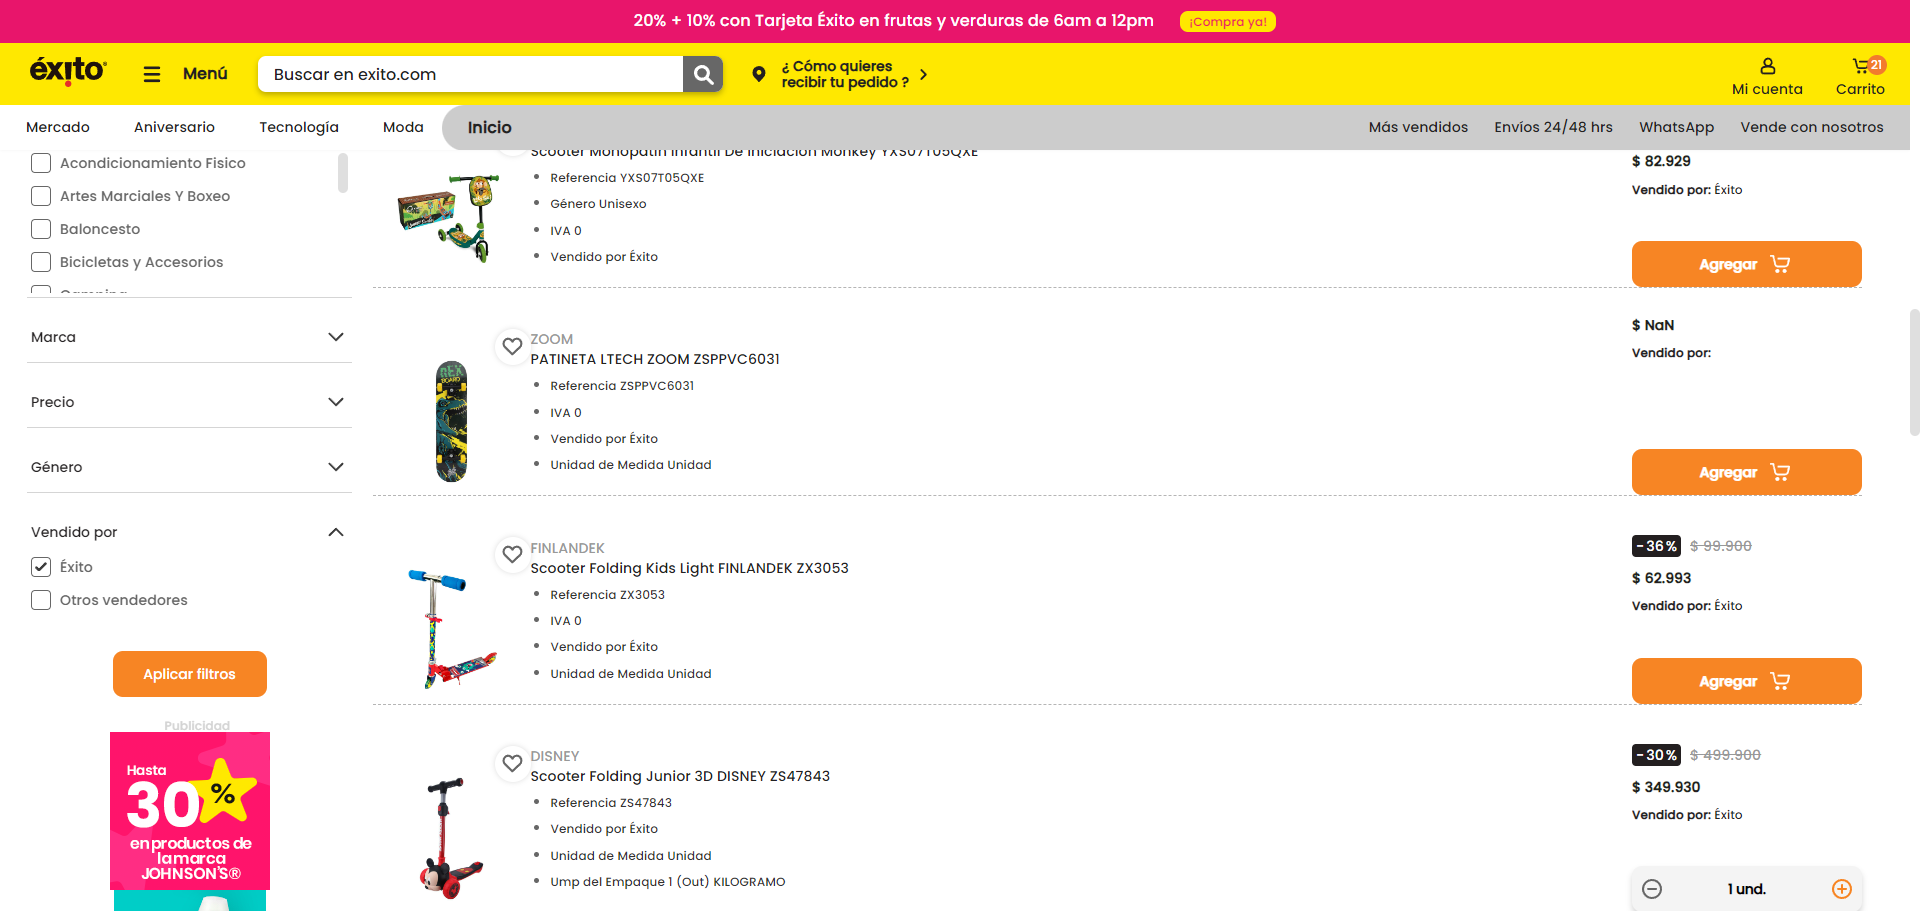 20% + 10% con Tarjeta Éxito en frutas y verduras de 6am a 12pm
¡Compra ya!
éxito
Menú
Buscar en exito.com
¿ Cómo quieres
recibir tu pedido ?
Mi cuenta
21
Carrito
Mercado
Aniversario
Tecnología
Moda
Inicio
Más vendidos
Envíos 24/48 hrs
WhatsApp
Vende con nosotros
Acondicionamiento Fisico
Artes Marciales Y Boxeo
Baloncesto
Bicicletas y Accesorios
Camping
Marca
Precio
Género
Vendido por
Éxito
Otros vendedores
Aplicar filtros
Publicidad
Hasta
30%
en productos de
la marca
JOHNSON'S®
Scooter Monopatin Infantil De Iniciacion Monkey YXS07T05QXE
Referencia YXS07T05QXE
Género Unisexo
IVA 0
Vendido por Éxito
$ 82.929
Vendido por: Éxito
Agregar
ZOOM
PATINETA LTECH ZOOM ZSPPVC6031
Referencia ZSPPVC6031
IVA 0
Vendido por Éxito
Unidad de Medida Unidad
$ NaN
Vendido por:
Agregar
FINLANDEK
Scooter Folding Kids Light FINLANDEK ZX3053
Referencia ZX3053
IVA 0
Vendido por Éxito
Unidad de Medida Unidad
-36% $ 99.900
$ 62.993
Vendido por: Éxito
Agregar
DISNEY
Scooter Folding Junior 3D DISNEY ZS47843
Referencia ZS47843
Vendido por Éxito
Unidad de Medida Unidad
Ump del Empaque 1 (Out) KILOGRAMO
-30% $ 499.900
$ 349.930
Vendido por: Éxito
1 und.